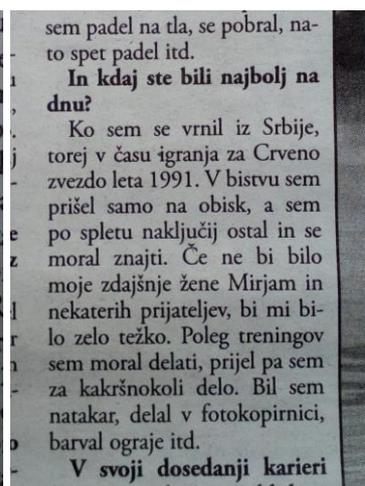 sem padel na tla, se pobral, na-
to spet padel itd.
In kdaj ste bili najbolj na
dnu?
Ko sem se vrnil iz Srbije,
torej v času igranja za Crveno
zvezdo leta 1991. V bistvu sem
prišel samo na obisk, a sem
po spletu naključij ostal in se
moral znajti. Če ne bi bilo
moje zdajšnje žene Mirjam in
nekaterih prijateljev, bi mi bi-
lo zelo težko. Poleg treningov
sem moral delati, prijel pa sem
za kakršnokoli delo. Bil sem
natakar, delal v fotokopirnici,
barval ograje itd.
V svoji dosedanji karieri